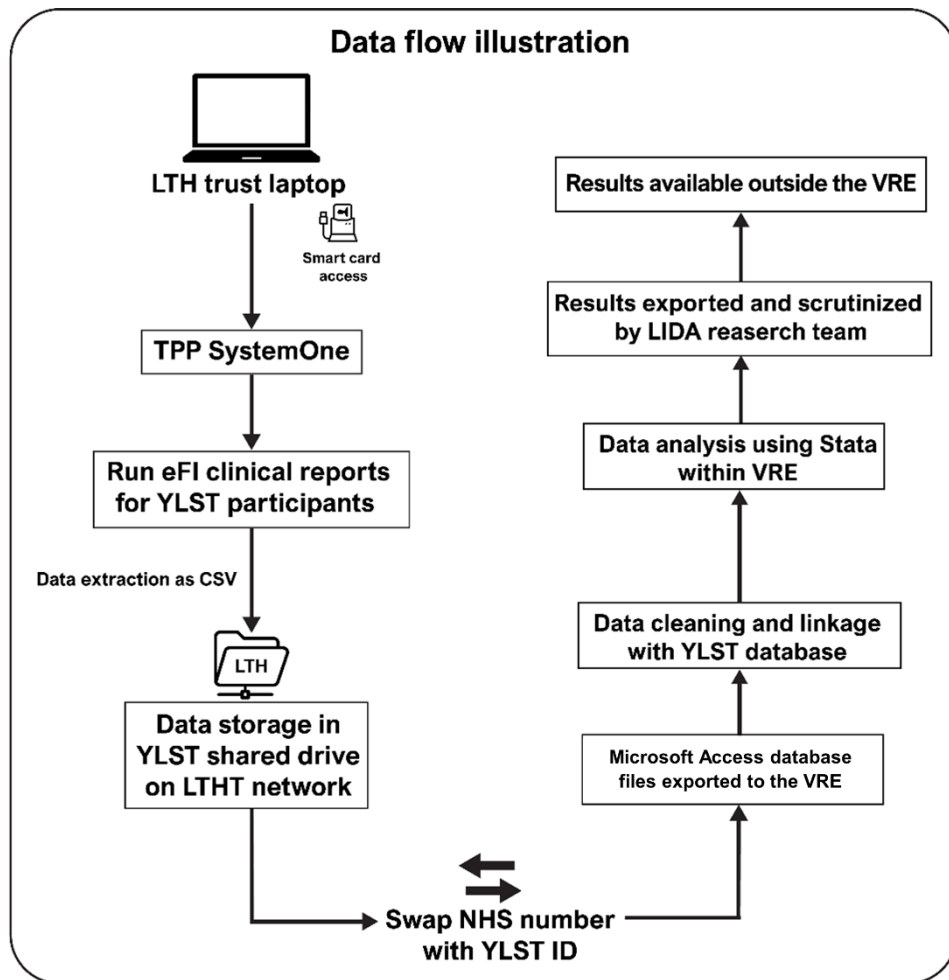 Data flow illustration
LTH trust laptop
Smart card
access
TPP SystemOne
Run eFI clinical reports
for YLST participants
Data extraction as CSV
LTH
Data storage in
YLST shared drive
on LTHT network
Swap NHS number
with YLST ID
Microsoft Access database
files exported to the VRE
Data cleaning and linkage
with YLST database
Data analysis using Stata
within VRE
Results exported and scrutinized
by LIDA reaserch team
Results available outside the VRE